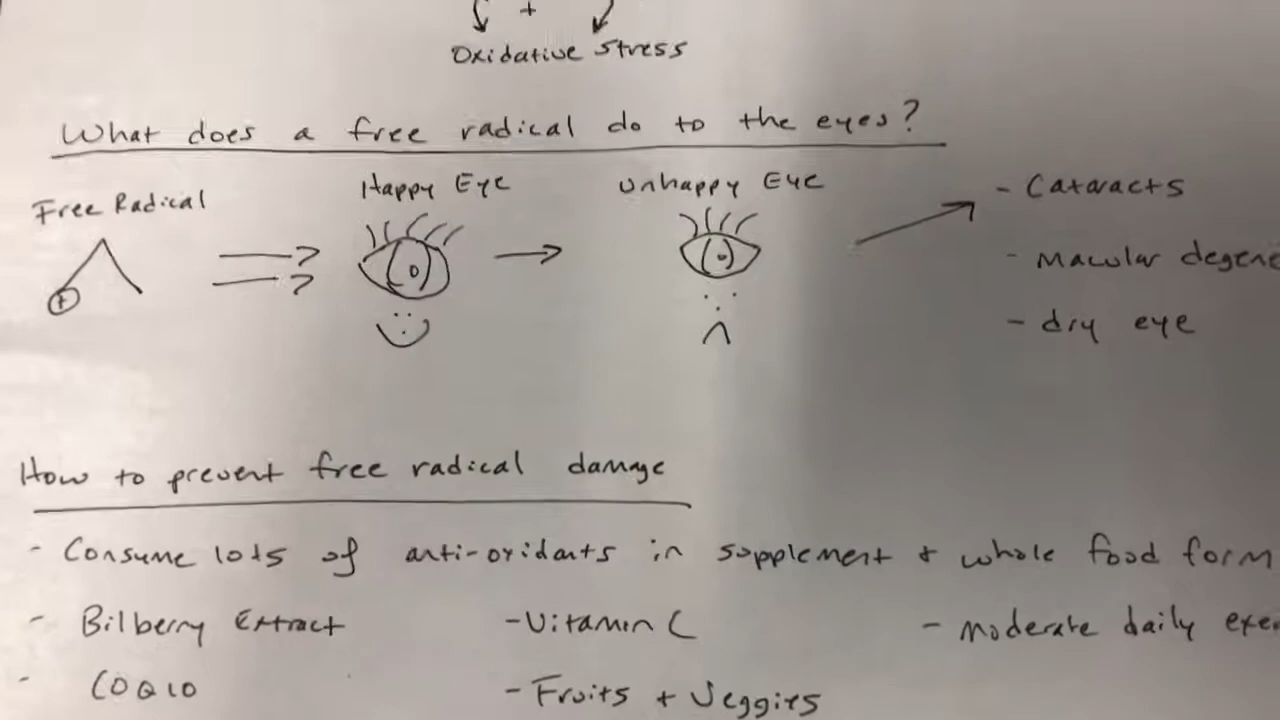 +
Oxidative Stress
What does a free radical do to the eyes?
Free Radical
Happy Eye
Unhappy Eye
- Cataracts
- Macular degene
- dry eye
+
How to prevent free radical damage
- Consume lots of anti-oxidants in supplement + whole food form
- Bilberry Extract
- Vitamin C
- Moderate daily exer
- COQ10
- Fruits + Veggies